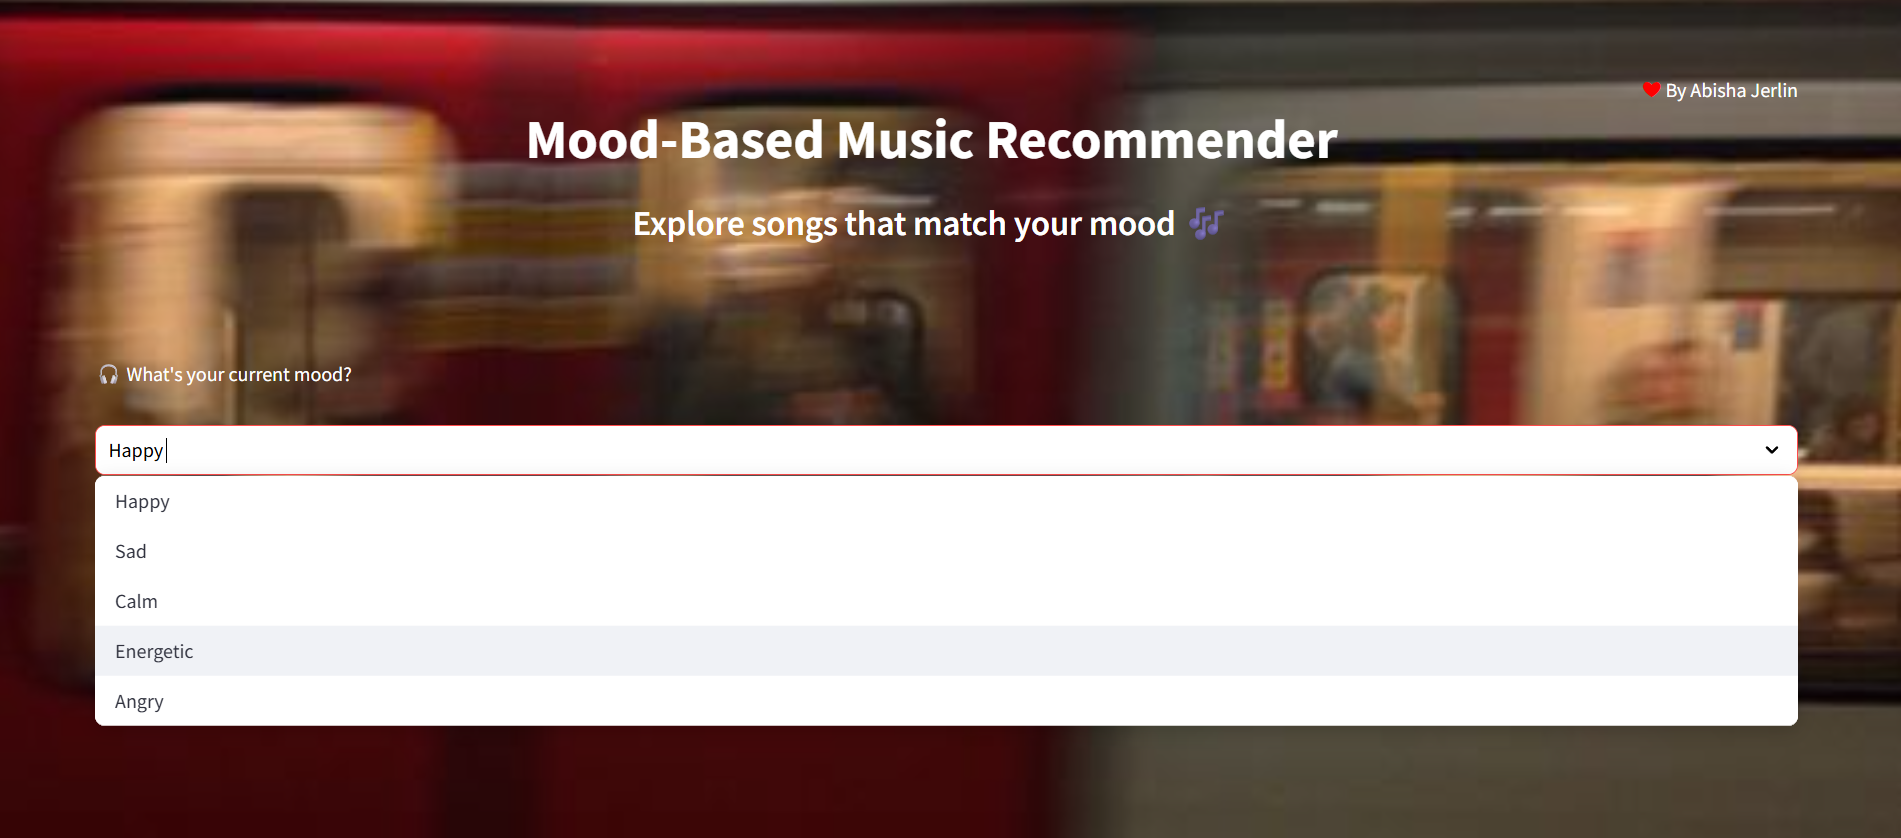 ❤️ By Abisha Jerlin
Mood-Based Music Recommender
Explore songs that match your mood 🎶
🎧 What's your current mood?
Happy
Happy
Sad
Calm
Energetic
Angry